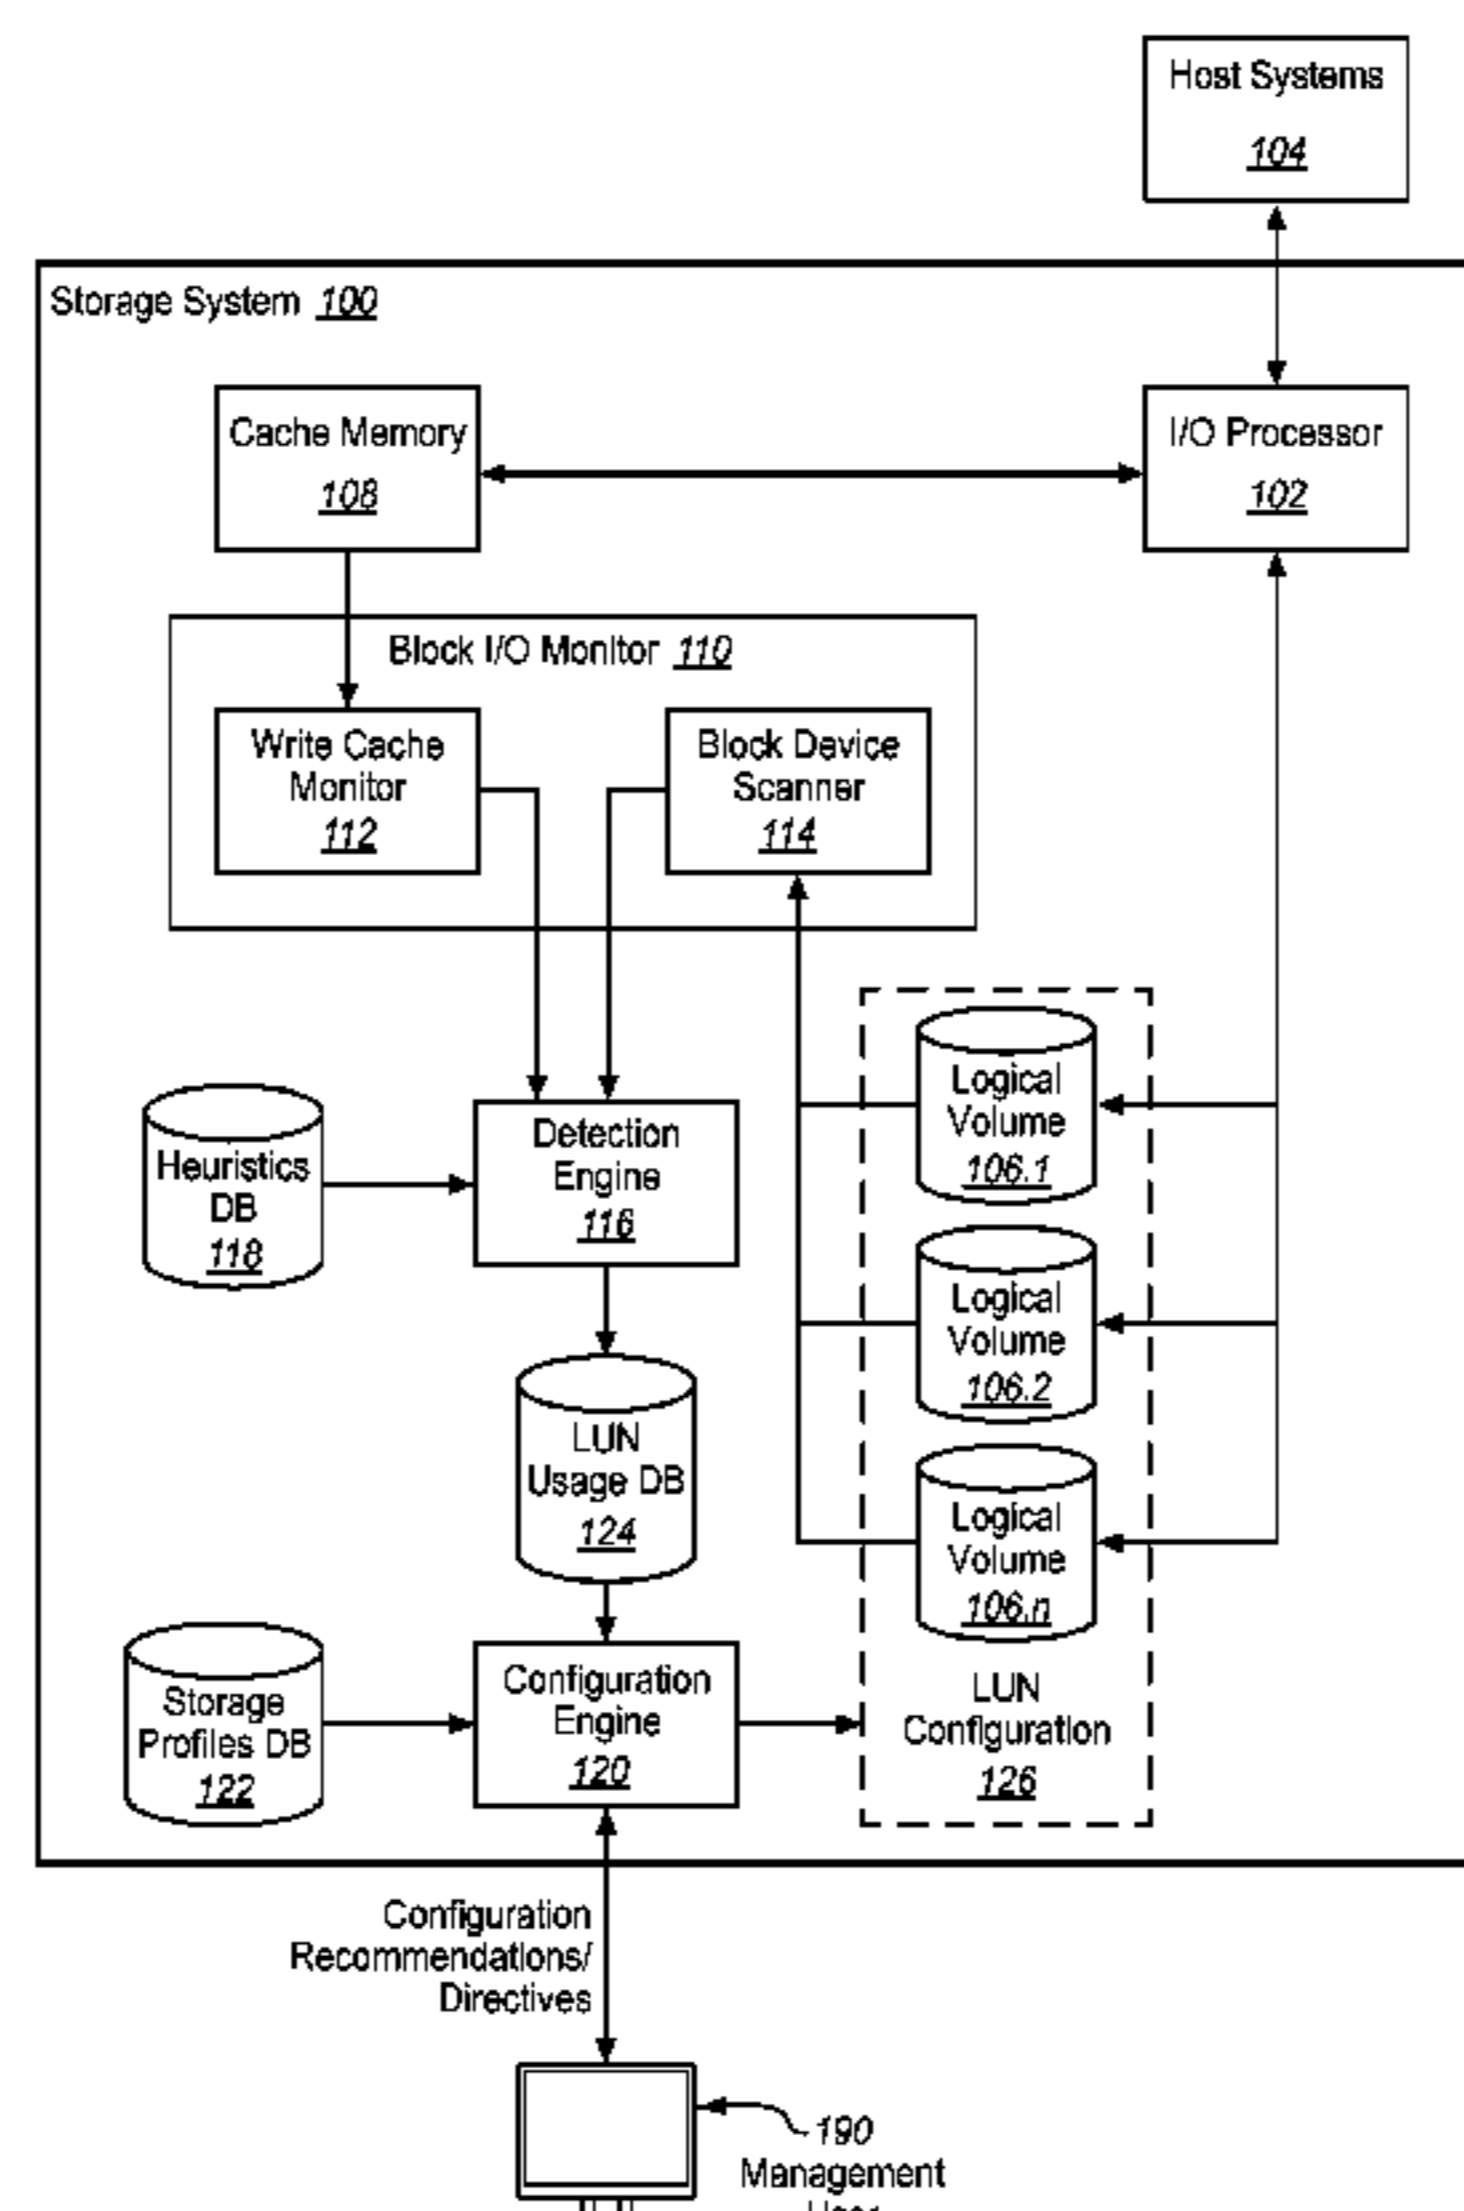 Host Systems
104
Storage System 100
Cache Memory
108
I/O Processor
102
Block I/O Monitor 110
Write Cache
Monitor
112
Block Device
Scanner
114
Heuristics
DB
118
Detection
Engine
116
Logical
Volume
106.1
Logical
Volume
106.2
LUN
Usage DB
124
Logical
Volume
106.n
Storage
Profiles DB
122
Configuration
Engine
120
LUN
Configuration
126
Configuration
Recommendations/
Directives
190
Management